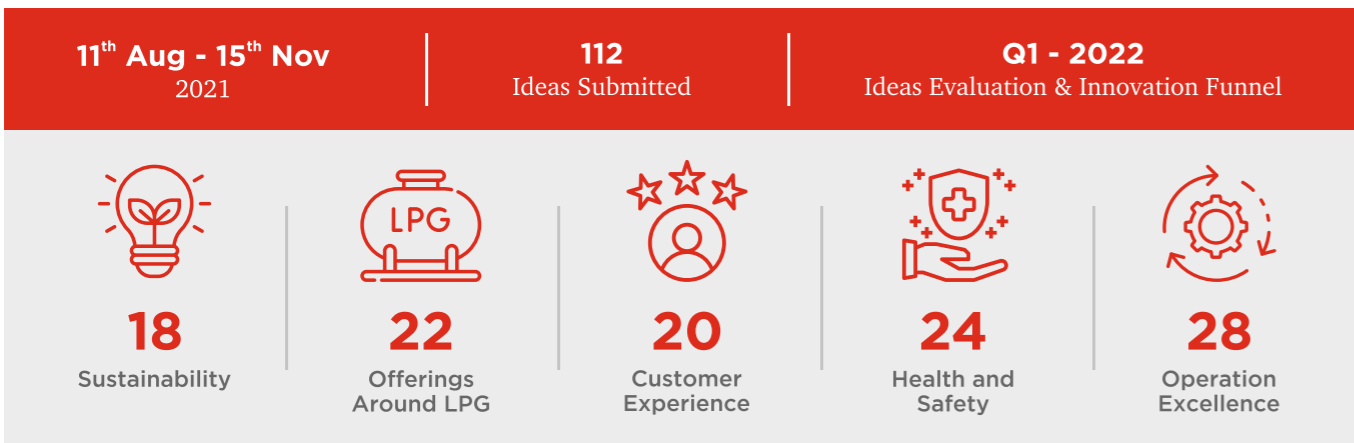 11th Aug - 15th Nov
2021
112
Ideas Submitted
Q1 - 2022
Ideas Evaluation & Innovation Funnel
LPG
18
Sustainability
22
Offerings
Around LPG
20
Customer
Experience
24
Health and
Safety
28
Operation
Excellence